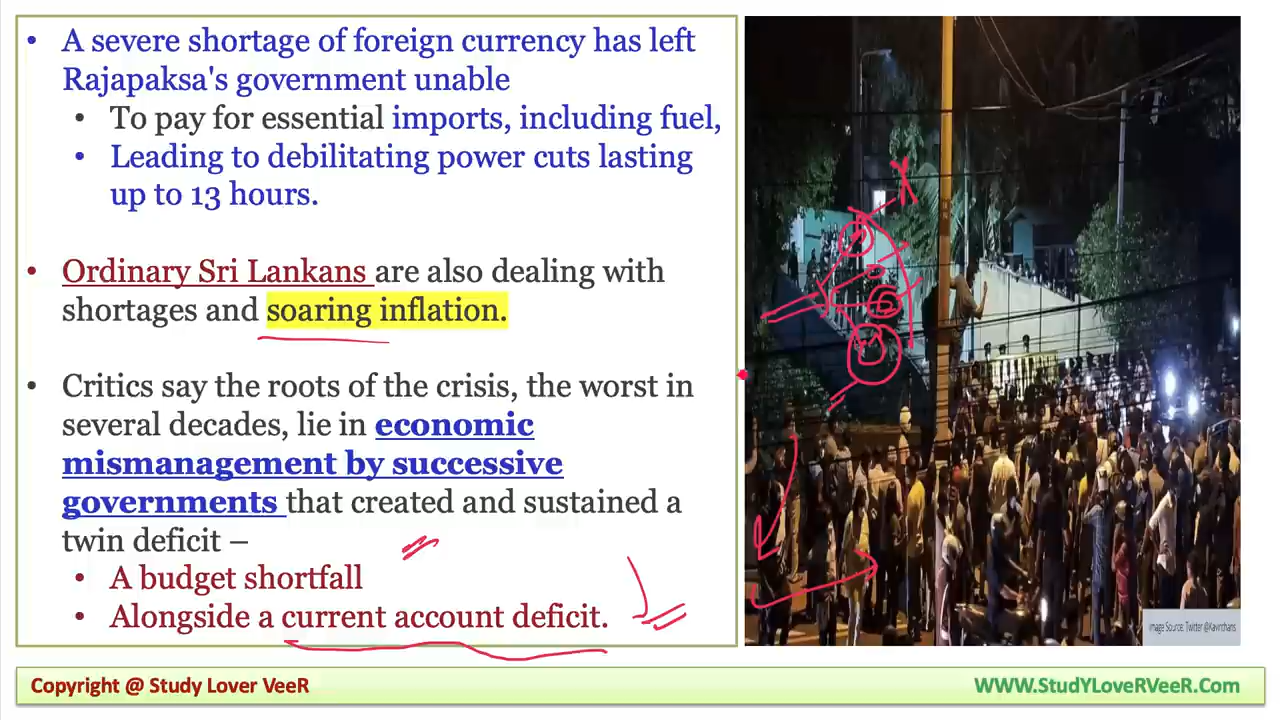 • A severe shortage of foreign currency has left
Rajapaksa's government unable
• To pay for essential imports, including fuel,
• Leading to debilitating power cuts lasting
up to 13 hours.
• Ordinary Sri Lankans are also dealing with
shortages and soaring inflation.
• Critics say the roots of the crisis, the worst in
several decades, lie in economic
mismanagement by successive
governments that created and sustained a
twin deficit –
• A budget shortfall
• Alongside a current account deficit.
Image Source: Twitter @Kavinthans
Copyright @ Study Lover VeeR
WWW.StudYLoveRVeeR.Com